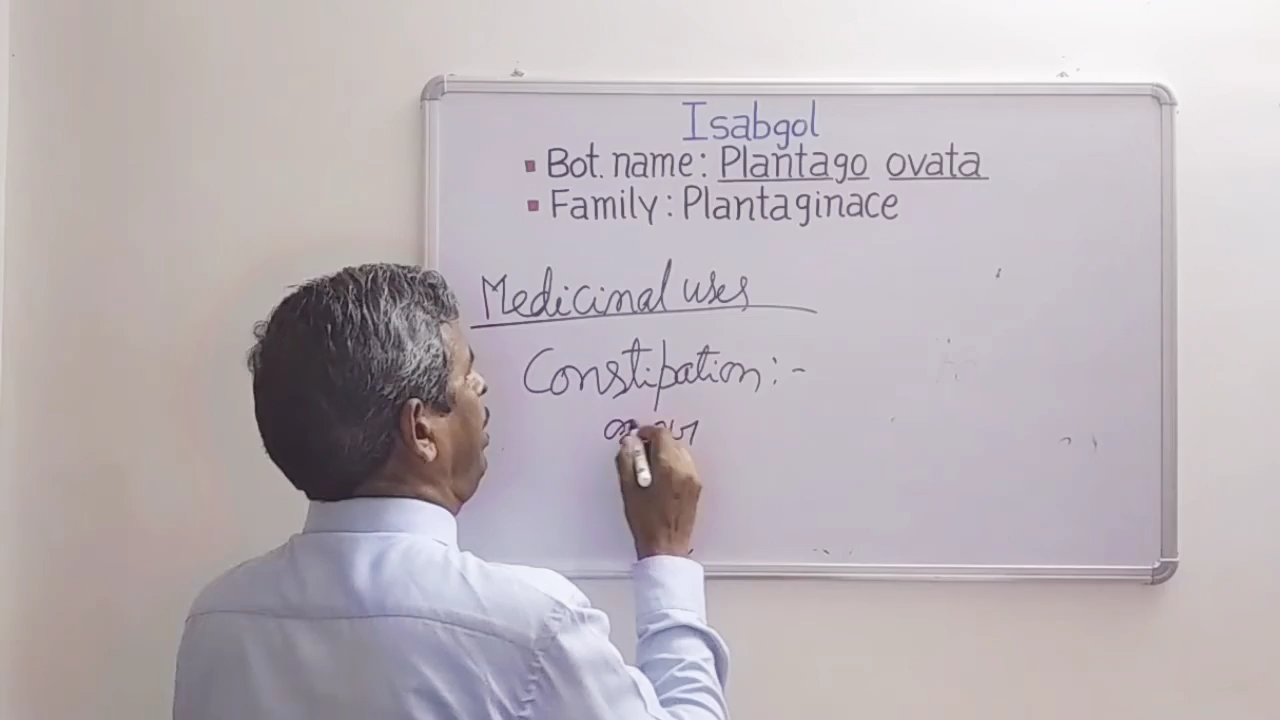 Isabgol
▪ Bot. name: Plantago ovata
▪ Family: Plantaginace
Medicinal uses
Constipation :-